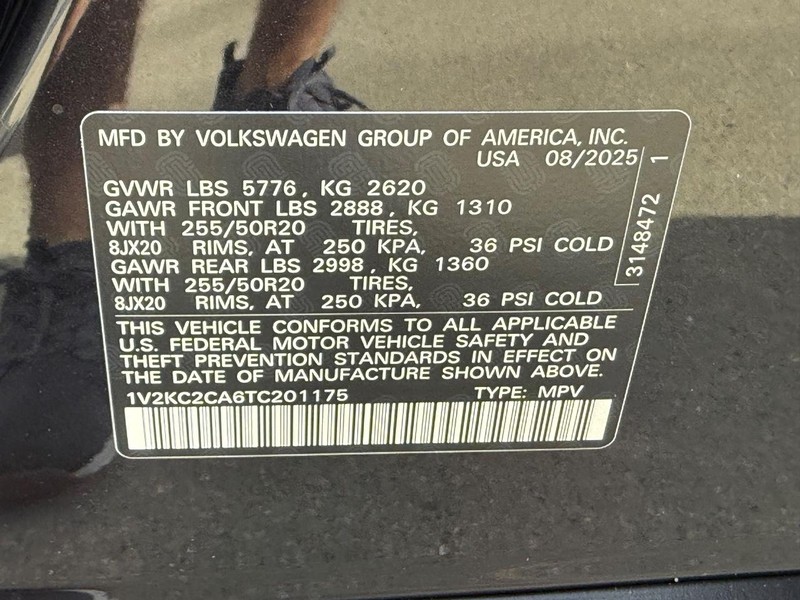 MFD BY VOLKSWAGEN GROUP OF AMERICA, INC.
USA 08/2025
GVWR LBS 5776, KG 2620
GAWR FRONT LBS 2888, KG 1310
WITH 255/50R20 TIRES,
8JX20 RIMS, AT 250 KPA, 36 PSI COLD
GAWR REAR LBS 2998, KG 1360
WITH 255/50R20 TIRES,
8JX20 RIMS, AT 250 KPA, 36 PSI COLD
3148472 1
THIS VEHICLE CONFORMS TO ALL APPLICABLE
U.S. FEDERAL MOTOR VEHICLE SAFETY AND
THEFT PREVENTION STANDARDS IN EFFECT ON
THE DATE OF MANUFACTURE SHOWN ABOVE.
1V2KC2CA6TC201175 TYPE: MPV